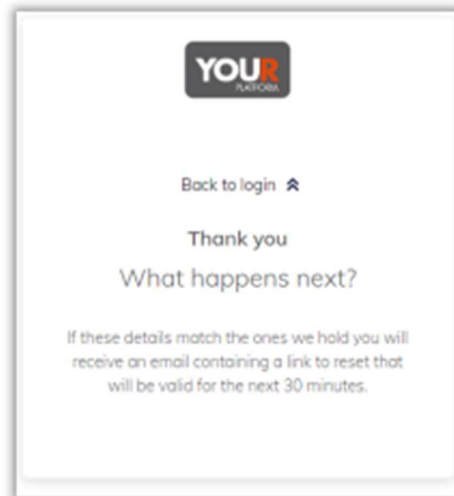 YOUR
PLATFORM
Back to login
Thank you
What happens next?
If these details match the ones we hold you will
receive an email containing a link to reset that
will be valid for the next 30 minutes.